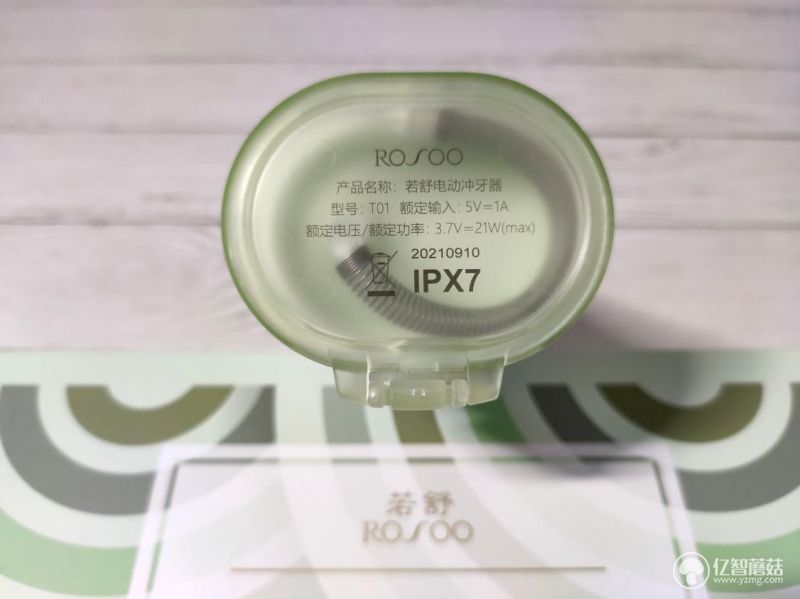 ROSOO
产品名称：若舒电动冲牙器
型号：T01 额定输入：5V⎓1A
额定电压/额定功率：3.7V⎓21W(max)
20210910
IPX7
若舒
ROSOO
亿智蘑菇
www.yzmg.com